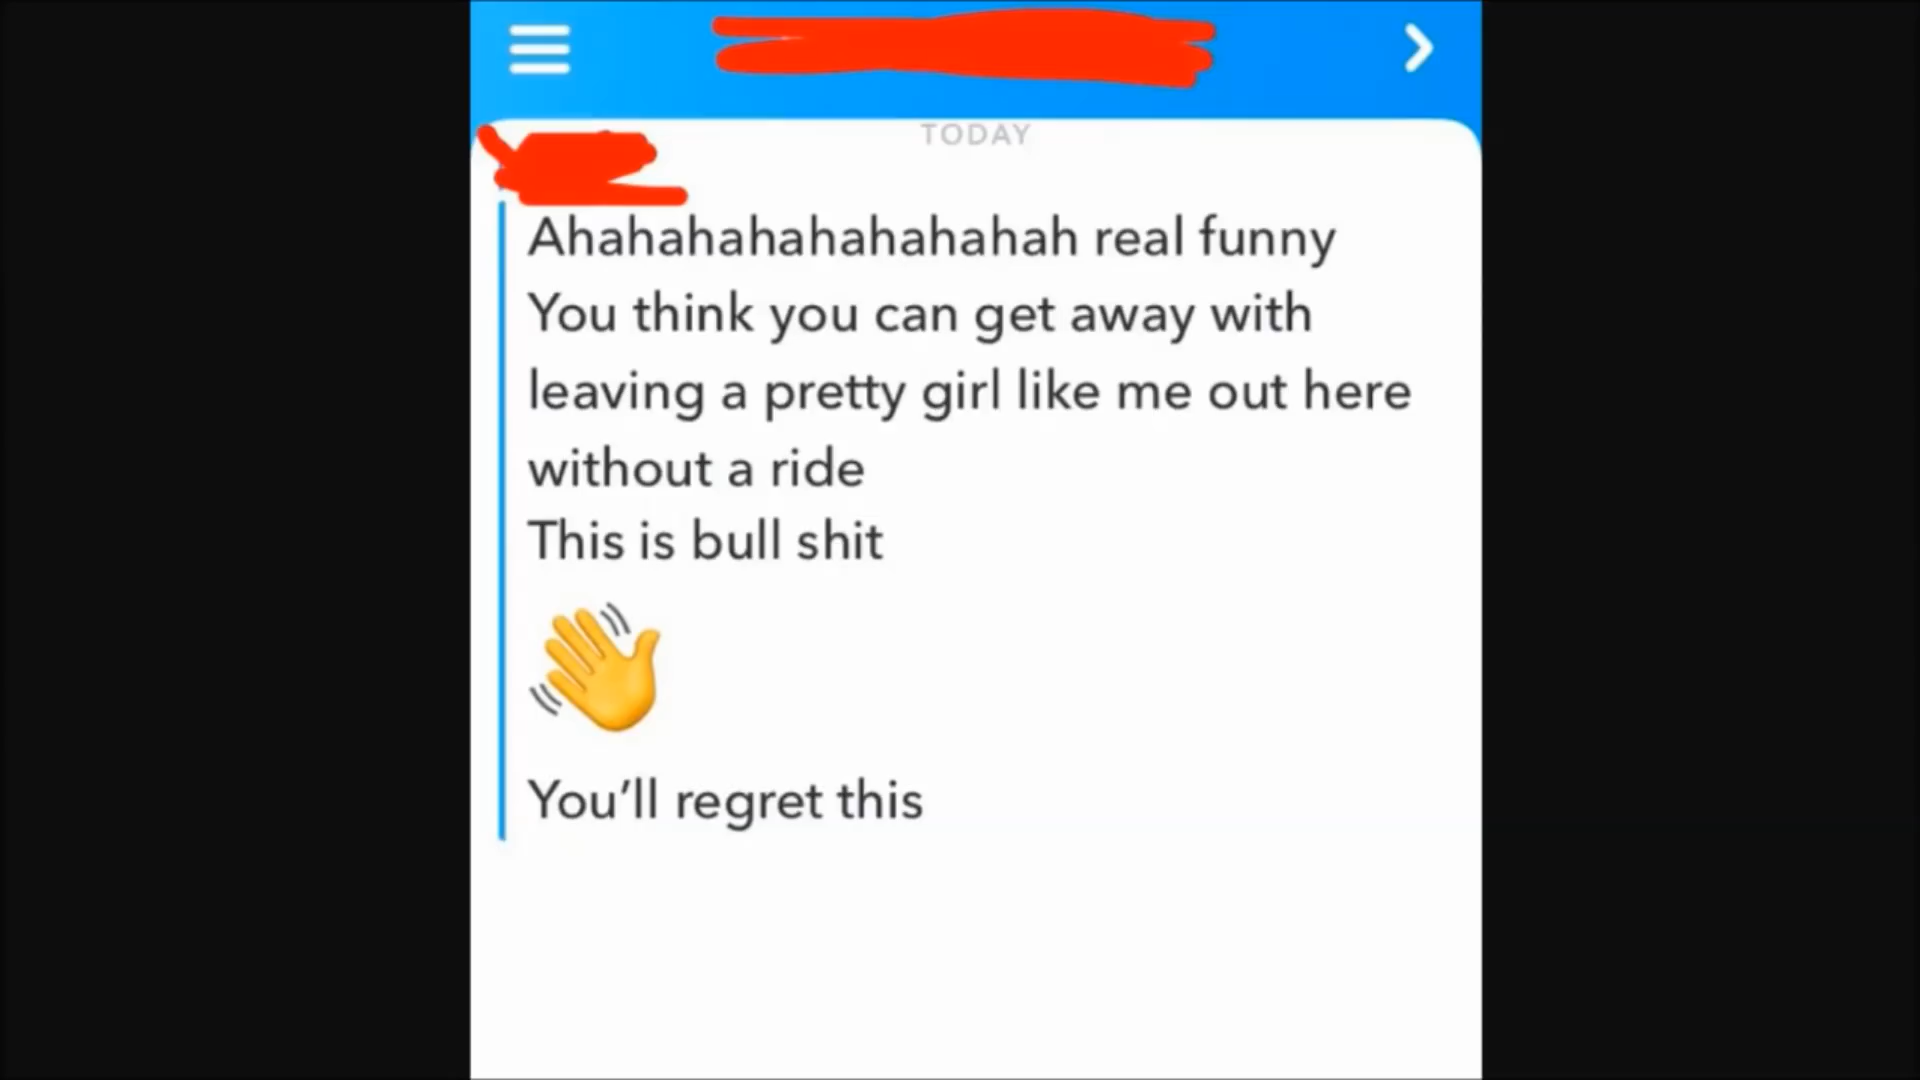 TODAY
Ahahahahahahahahah real funny
You think you can get away with
leaving a pretty girl like me out here
without a ride
This is bull shit
👋
You’ll regret this